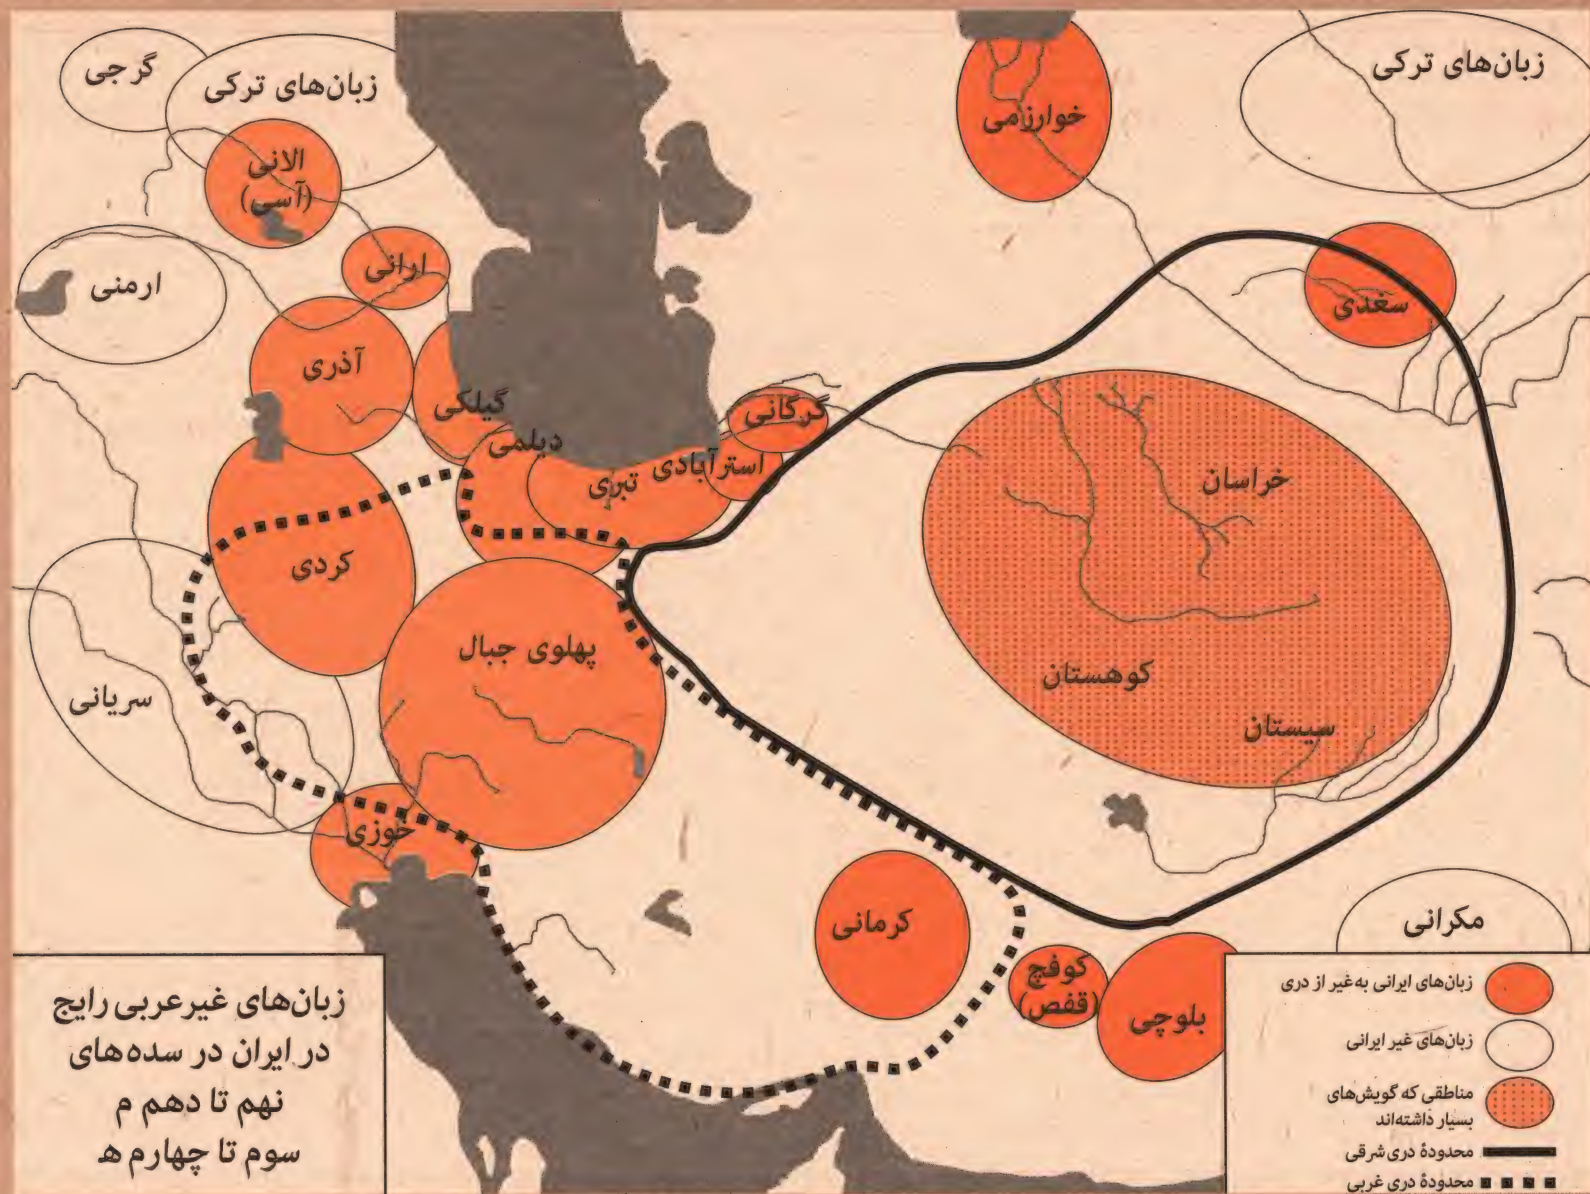 گرجی
زبان‌های ترکی
خوارزمی
زبان‌های ترکی
الانی
(آسی)
ارانی
ارمنی
سغدی
آذری
گیلکی
گرگانی
دیلمی
استرآبادی
تبری
خراسان
کردی
پهلوی جبال
کوهستان
سریانی
سیستان
خوزی
کرمانی
مکرانی
کوفچ
(قفص)
بلوچی
زبان‌های ایرانی به‌غیر از دری
زبان‌های غیر ایرانی
مناطقی که گویش‌های
بسیار داشته‌اند
محدودهٔ دری شرقی
محدودهٔ دری غربی
زبان‌های غیرعربی رایج
در ایران در سده‌های
نهم تا دهم م
سوم تا چهارم ه